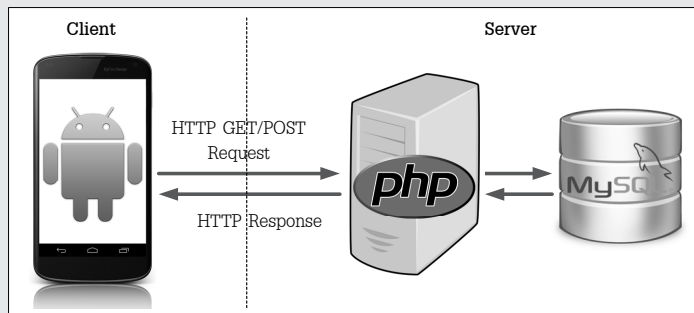 Client
Server
HTTP GET/POST
Request
HTTP Response
php
MySQL